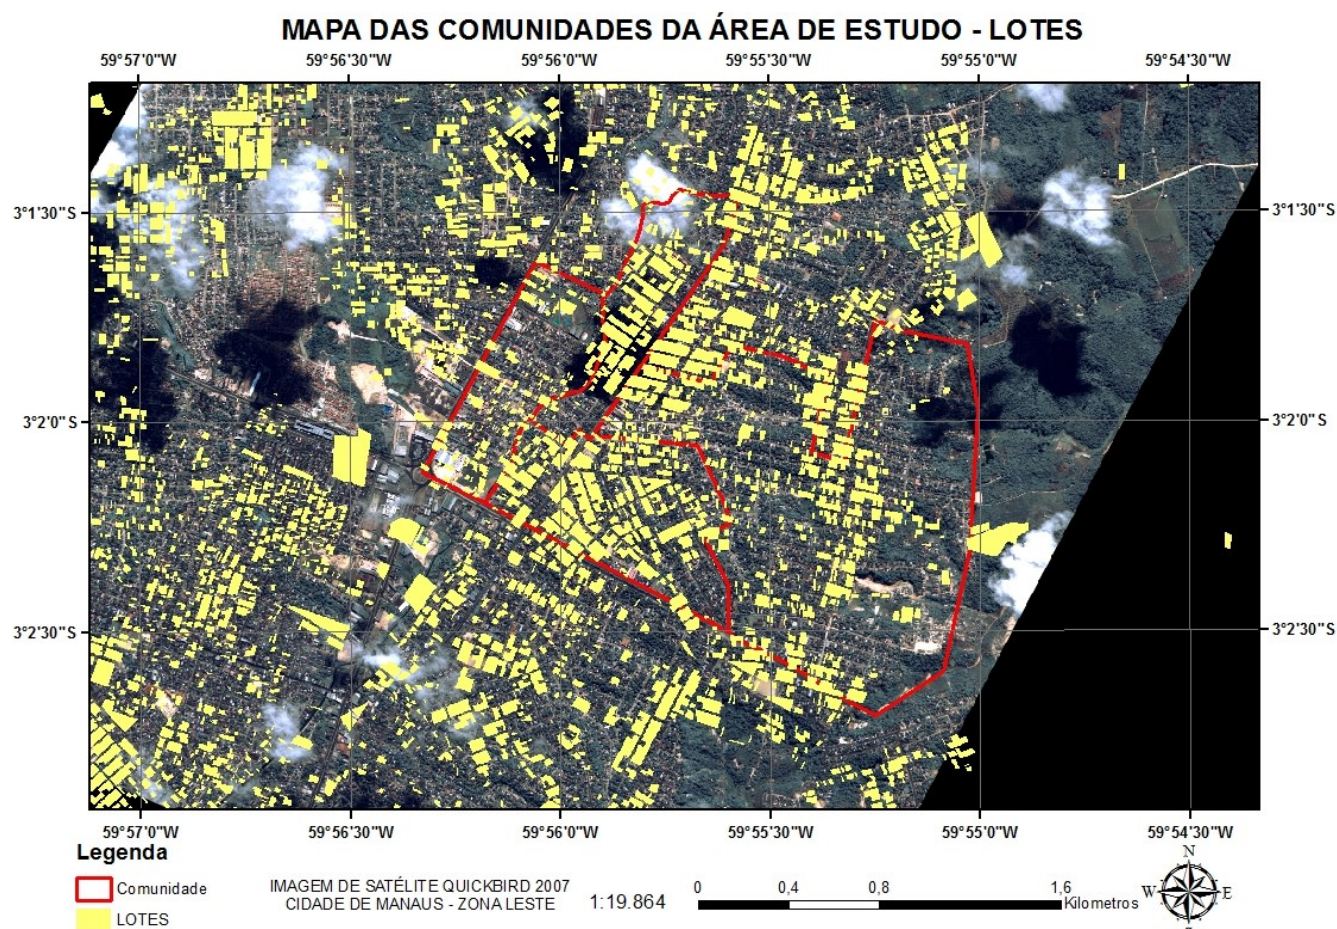 MAPA DAS COMUNIDADES DA ÁREA DE ESTUDO - LOTES
59°57'0"W 59°56'30"W 59°56'0"W 59°55'30"W 59°55'0"W 59°54'30"W
3°1'30"S 3°1'30"S
3°2'0"S 3°2'0"S
3°2'30"S 3°2'30"S
59°57'0"W 59°56'30"W 59°56'0"W 59°55'30"W 59°55'0"W 59°54'30"W
Legenda
Comunidade
LOTES
IMAGEM DE SATÉLITE QUICKBIRD 2007
CIDADE DE MANAUS - ZONA LESTE
1:19.864
0 0,4 0,8 1,6
Kilometros
N
W E